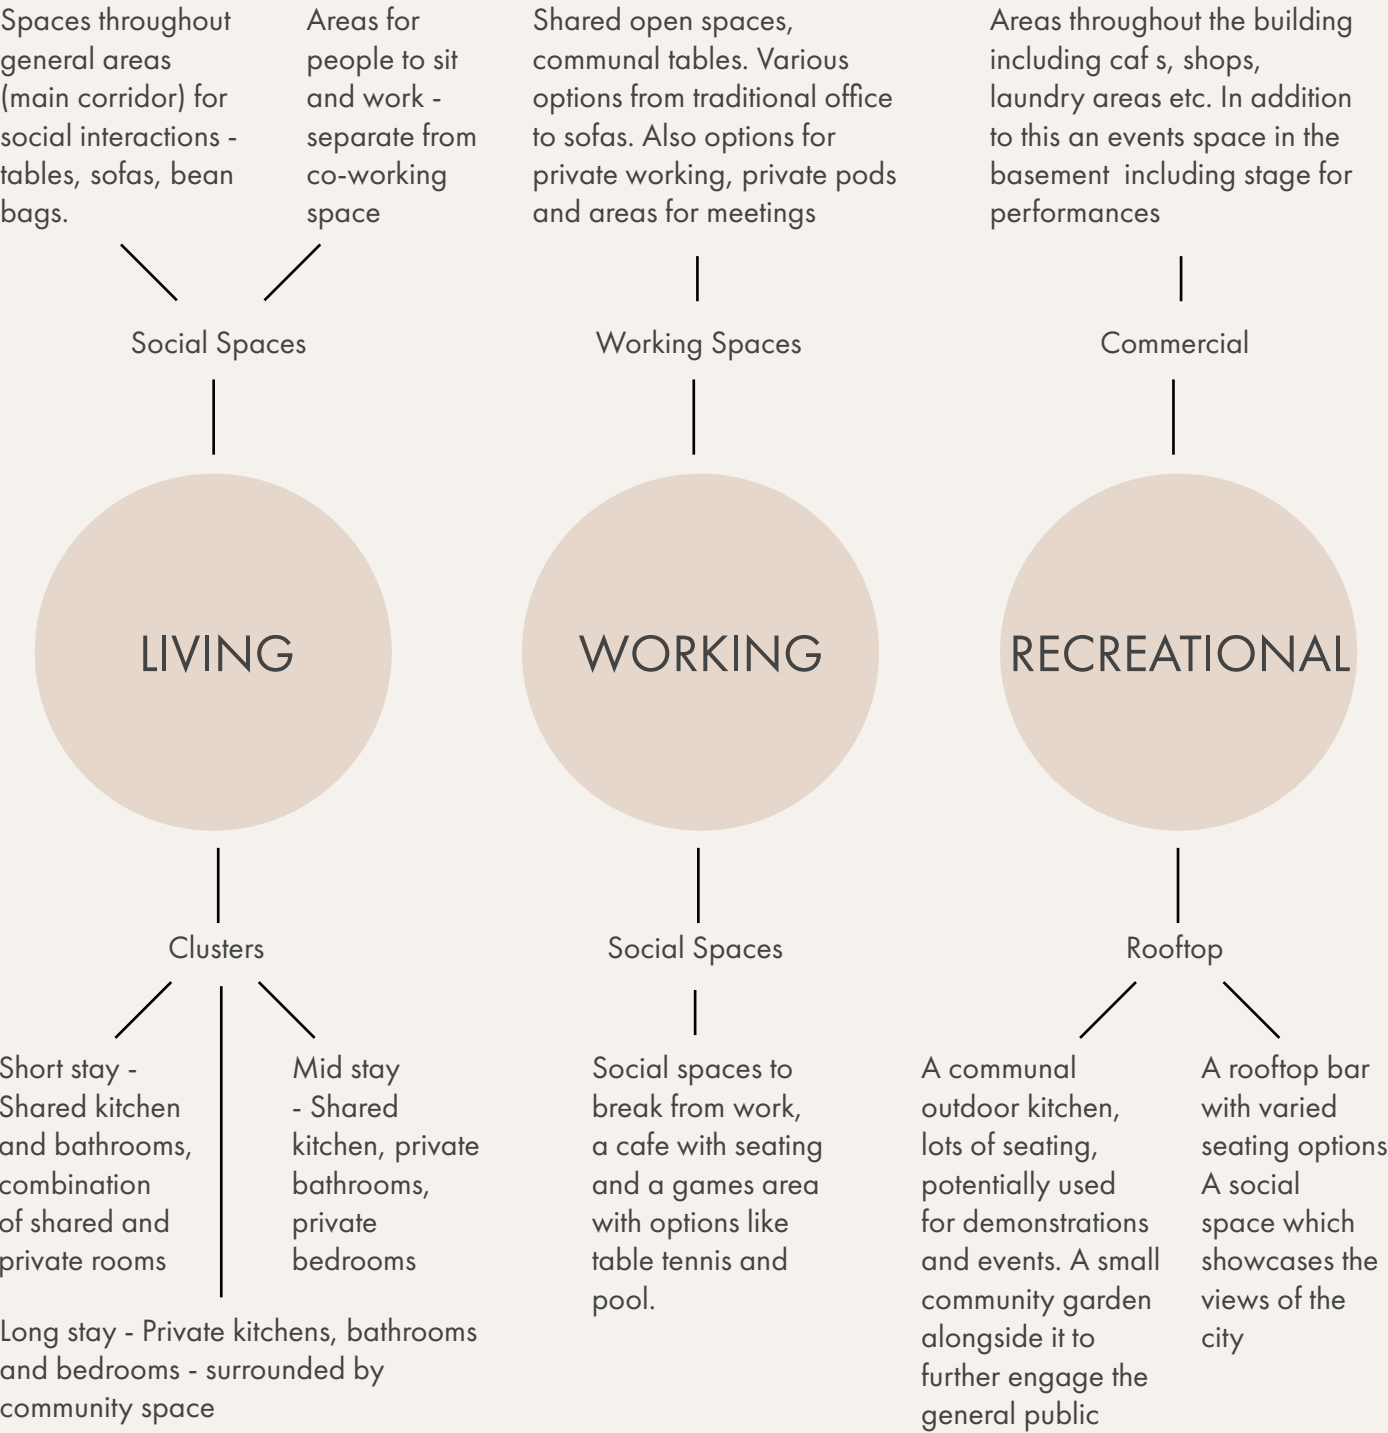 Spaces throughout
general areas
(main corridor) for
social interactions -
tables, sofas, bean
bags.
Areas for
people to sit
and work -
separate from
co-working
space
Shared open spaces,
communal tables. Various
options from traditional office
to sofas. Also options for
private working, private pods
and areas for meetings
Areas throughout the building
including caf s, shops,
laundry areas etc. In addition
to this an events space in the
basement  including stage for
performances
Social Spaces
Working Spaces
Commercial
LIVING
WORKING
RECREATIONAL
Clusters
Social Spaces
Rooftop
Short stay -
Shared kitchen
and bathrooms,
combination
of shared and
private rooms
Mid stay
- Shared
kitchen, private
bathrooms,
private
bedrooms
Long stay - Private kitchens, bathrooms
and bedrooms - surrounded by
community space
Social spaces to
break from work,
a cafe with seating
and a games area
with options like
table tennis and
pool.
A communal
outdoor kitchen,
lots of seating,
potentially used
for demonstrations
and events. A small
community garden
alongside it to
further engage the
general public
A rooftop bar
with varied
seating options
A social
space which
showcases the
views of the
city